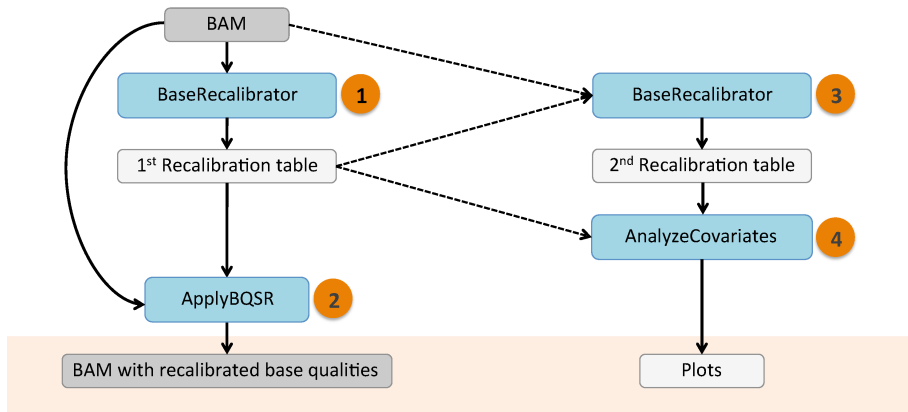 BAM
BaseRecalibrator
1
BaseRecalibrator
3
1st Recalibration table
2nd Recalibration table
AnalyzeCovariates
4
ApplyBQSR
2
BAM with recalibrated base qualities
Plots